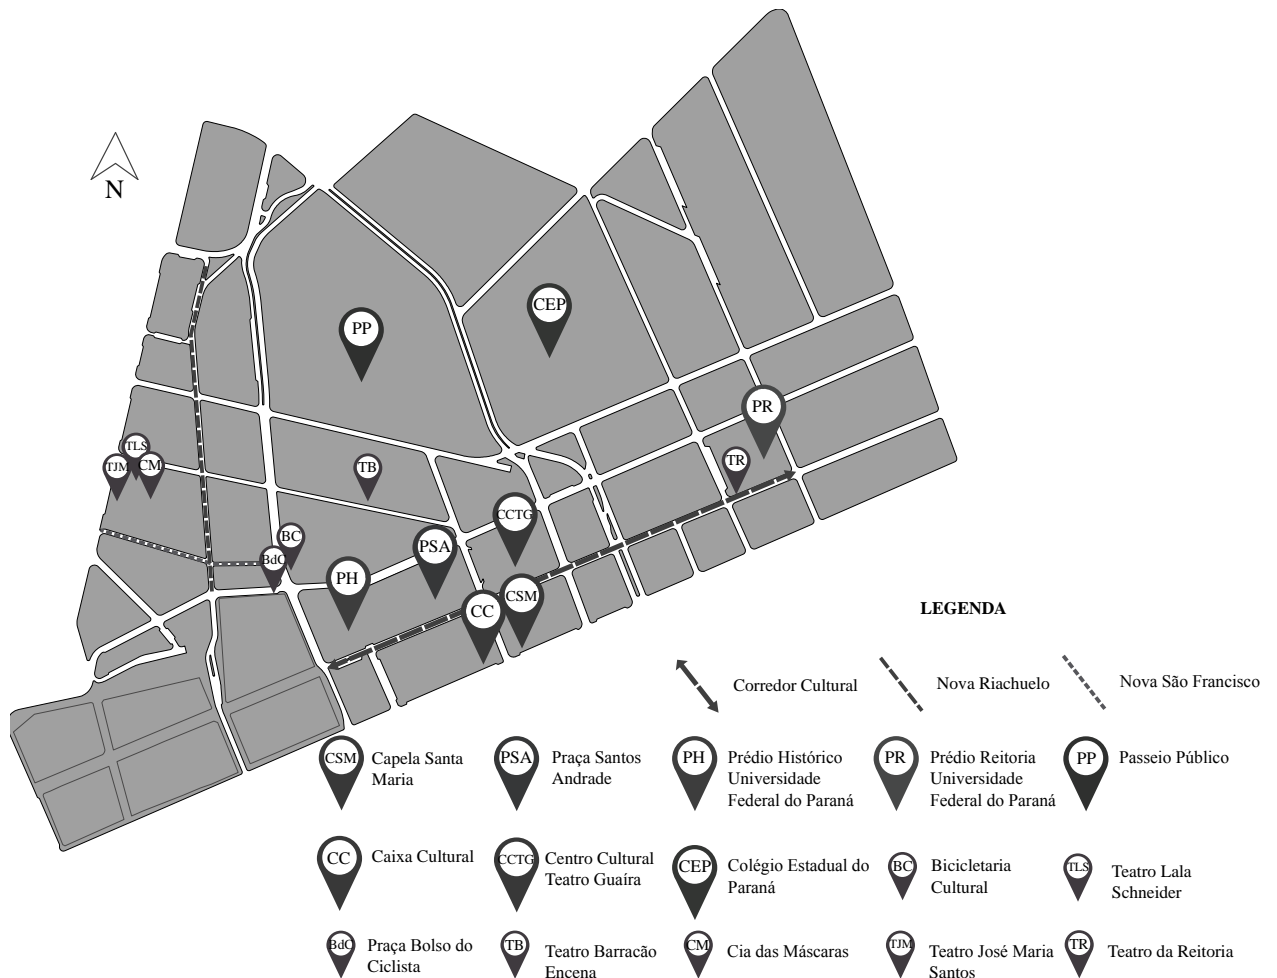 N
CEP
PP
PR
TLS
TJM
CM
TB
TR
CCTG
BC
PSA
BdC
PH
CSM
CC
LEGENDA
Corredor Cultural
Nova Riachuelo
Nova São Francisco
CSM
Capela Santa
Maria
PSA
Praça Santos
Andrade
PH
Prédio Histórico
Universidade
Federal do Paraná
PR
Prédio Reitoria
Universidade
Federal do Paraná
PP
Passeio Público
CC
Caixa Cultural
CCTG
Centro Cultural
Teatro Guaíra
CEP
Colégio Estadual do
Paraná
BC
Bicicletaria
Cultural
TLS
Teatro Lala
Schneider
BdC
Praça Bolso do
Ciclista
TB
Teatro Barracão
Encena
CM
Cia das Máscaras
TJM
Teatro José Maria
Santos
TR
Teatro da Reitoria